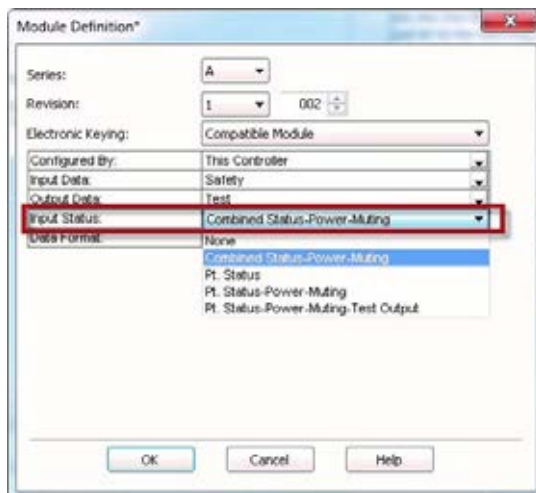 Module Definition*
Series: A
Revision: 1 002
Electronic Keying: Compatible Module
Configured By: This Controller
Input Data: Safety
Output Data: Test
Input Status: Combined Status-Power-Muting
Data Format: None
Combined Status-Power-Muting
Pt. Status
Pt. Status-Power-Muting
Pt. Status-Power-Muting-Test Output
OK Cancel Help